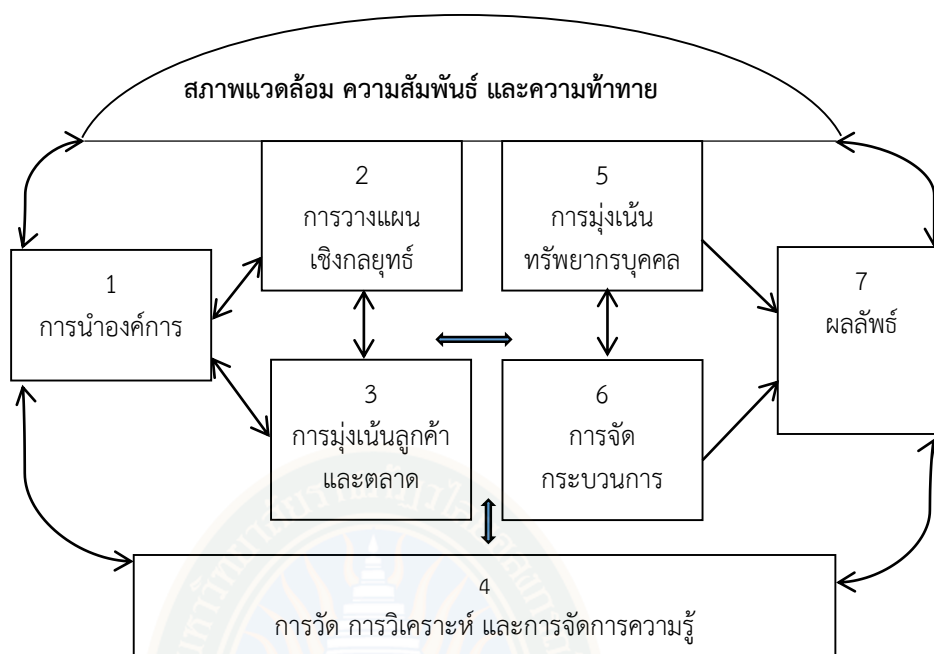 สภาพแวดล้อม ความสัมพันธ์ และความท้าทาย
2
การวางแผน
เชิงกลยุทธ์
5
การมุ่งเน้น
ทรัพยากรบุคคล
1
การนำองค์การ
7
ผลลัพธ์
3
การมุ่งเน้นลูกค้า
และตลาด
6
การจัด
กระบวนการ
4
การวัด การวิเคราะห์ และการจัดการความรู้